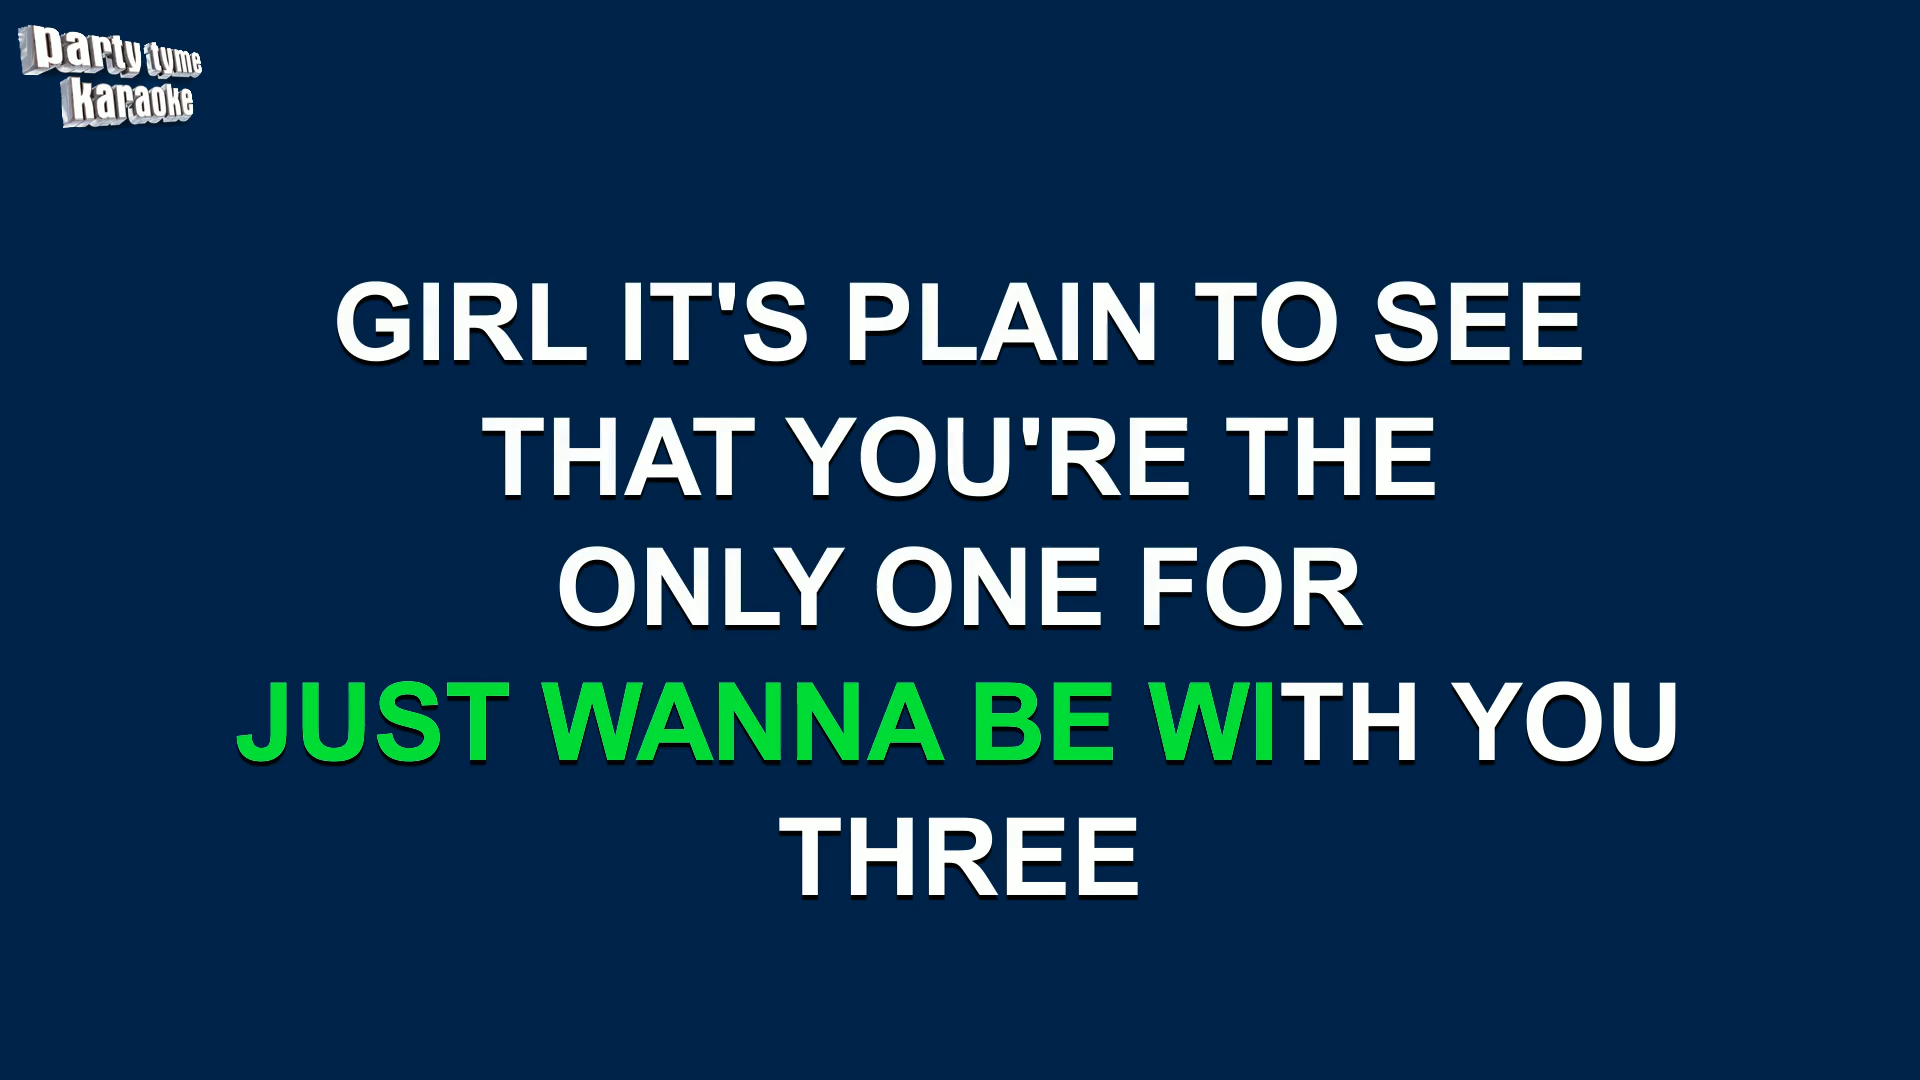 party tyme
karaoke
GIRL IT'S PLAIN TO SEE
THAT YOU'RE THE
ONLY ONE FOR
JUST WANNA BE WITH YOU
THREE